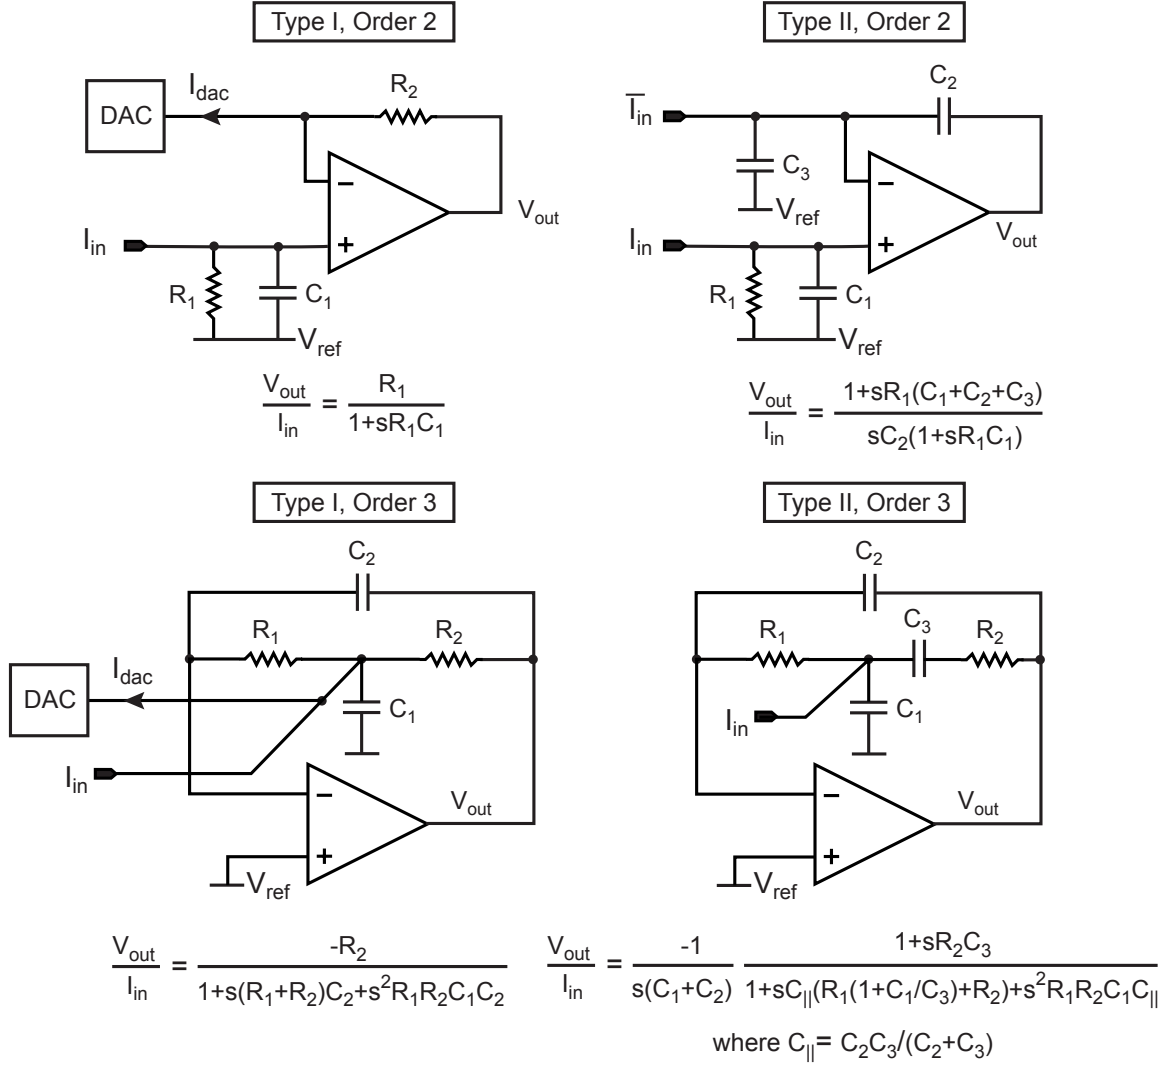 Type I, Order 2
DAC
I_dac
R_2
−
+
V_out
I_in
R_1
C_1
V_ref
V_out / I_in = R_1 / (1+sR_1C_1)
Type II, Order 2
C_2
I̅_in
C_3
V_ref
−
+
V_out
I_in
R_1
C_1
V_ref
V_out / I_in = 1+sR_1(C_1+C_2+C_3) / sC_2(1+sR_1C_1)
Type I, Order 3
C_2
R_1
R_2
DAC
I_dac
C_1
I_in
−
+
V_out
V_ref
V_out / I_in = -R_2 / 1+s(R_1+R_2)C_2+s^2R_1R_2C_1C_2
Type II, Order 3
C_2
R_1
C_3
R_2
C_1
I_in
−
+
V_out
V_ref
V_out / I_in = -1 / s(C_1+C_2) 1+sR_2C_3 / 1+sC_||(R_1(1+C_1/C_3)+R_2)+s^2R_1R_2C_1C_||
where C_||= C_2C_3/(C_2+C_3)